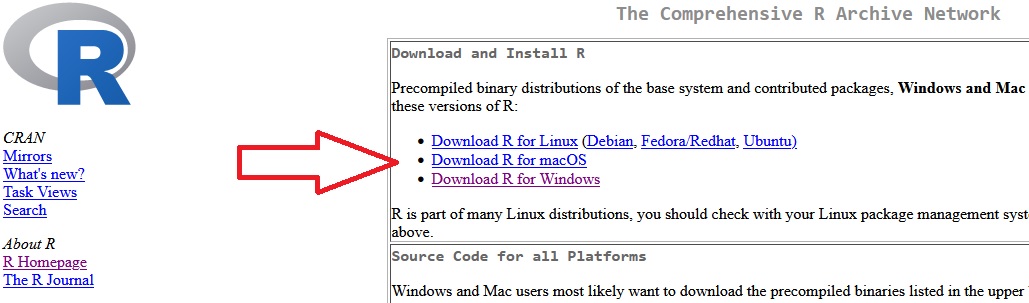 The Comprehensive R Archive Network
R
CRAN
Mirrors
What's new?
Task Views
Search
About R
R Homepage
The R Journal
Download and Install R
Precompiled binary distributions of the base system and contributed packages, Windows and Mac
these versions of R:
• Download R for Linux (Debian, Fedora/Redhat, Ubuntu)
• Download R for macOS
• Download R for Windows
R is part of many Linux distributions, you should check with your Linux package management syst
above.
Source Code for all Platforms
Windows and Mac users most likely want to download the precompiled binaries listed in the upper